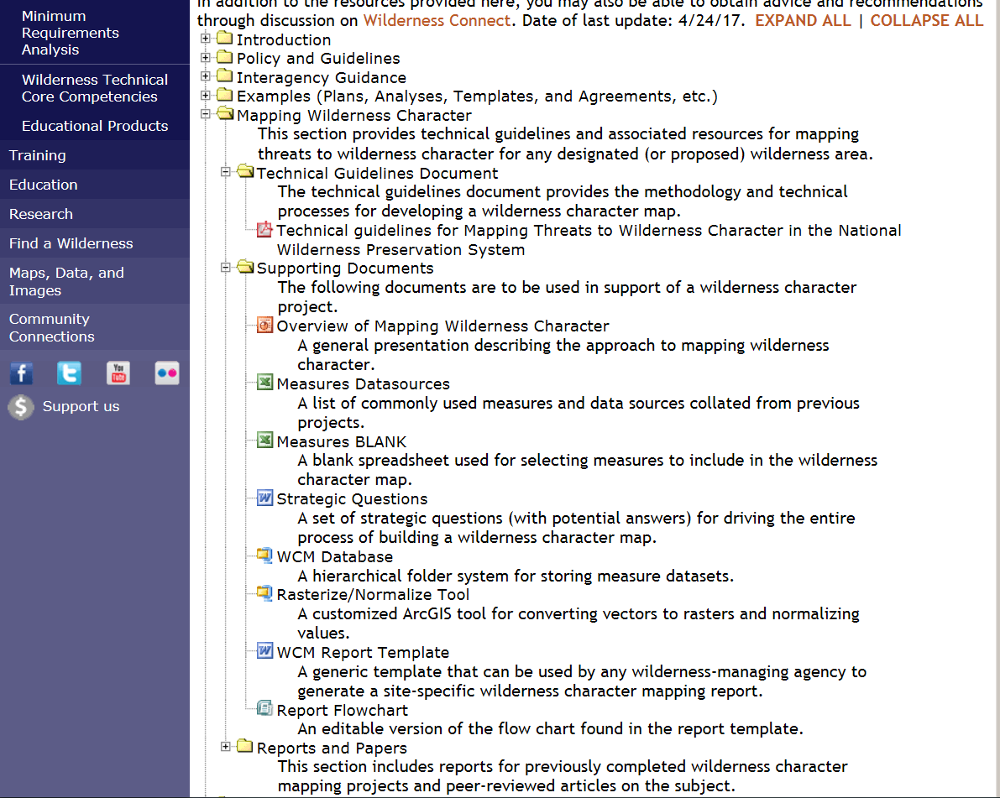 Minimum
Requirements
Analysis
Wilderness Technical
Core Competencies
Educational Products
Training
Education
Research
Find a Wilderness
Maps, Data, and
Images
Community
Connections
f
t
You
Tube
$
Support us
In addition to the resources provided here, you may also be able to obtain advice and recommendations
through discussion on Wilderness Connect. Date of last update: 4/24/17. EXPAND ALL | COLLAPSE ALL
Introduction
Policy and Guidelines
Interagency Guidance
Examples (Plans, Analyses, Templates, and Agreements, etc.)
Mapping Wilderness Character
This section provides technical guidelines and associated resources for mapping
threats to wilderness character for any designated (or proposed) wilderness area.
Technical Guidelines Document
The technical guidelines document provides the methodology and technical
processes for developing a wilderness character map.
Technical guidelines for Mapping Threats to Wilderness Character in the National
Wilderness Preservation System
Supporting Documents
The following documents are to be used in support of a wilderness character
project.
Overview of Mapping Wilderness Character
A general presentation describing the approach to mapping wilderness
character.
Measures Datasources
A list of commonly used measures and data sources collated from previous
projects.
Measures BLANK
A blank spreadsheet used for selecting measures to include in the wilderness
character map.
Strategic Questions
A set of strategic questions (with potential answers) for driving the entire
process of building a wilderness character map.
WCM Database
A hierarchical folder system for storing measure datasets.
Rasterize/Normalize Tool
A customized ArcGIS tool for converting vectors to rasters and normalizing
values.
WCM Report Template
A generic template that can be used by any wilderness-managing agency to
generate a site-specific wilderness character mapping report.
Report Flowchart
An editable version of the flow chart found in the report template.
Reports and Papers
This section includes reports for previously completed wilderness character
mapping projects and peer-reviewed articles on the subject.